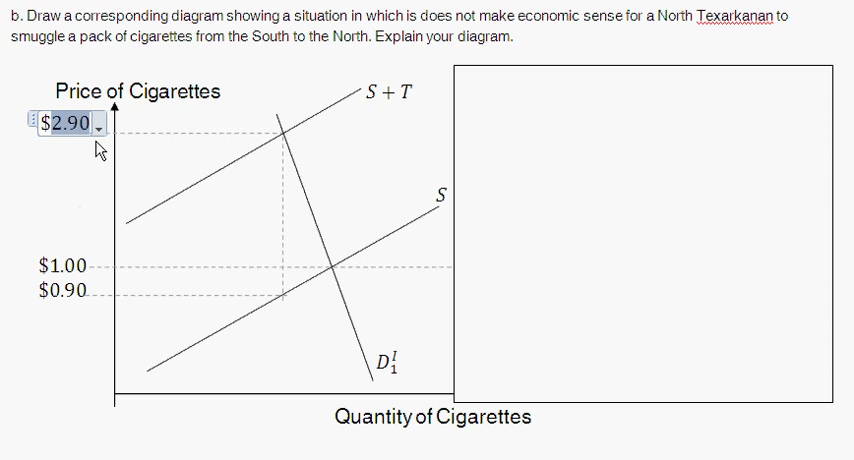 b. Draw a corresponding diagram showing a situation in which is does not make economic sense for a North Texarkanan to
smuggle a pack of cigarettes from the South to the North. Explain your diagram.
Price of Cigarettes
S + T
$2.90
S
$1.00
$0.90
D₁ᴵ
Quantity of Cigarettes